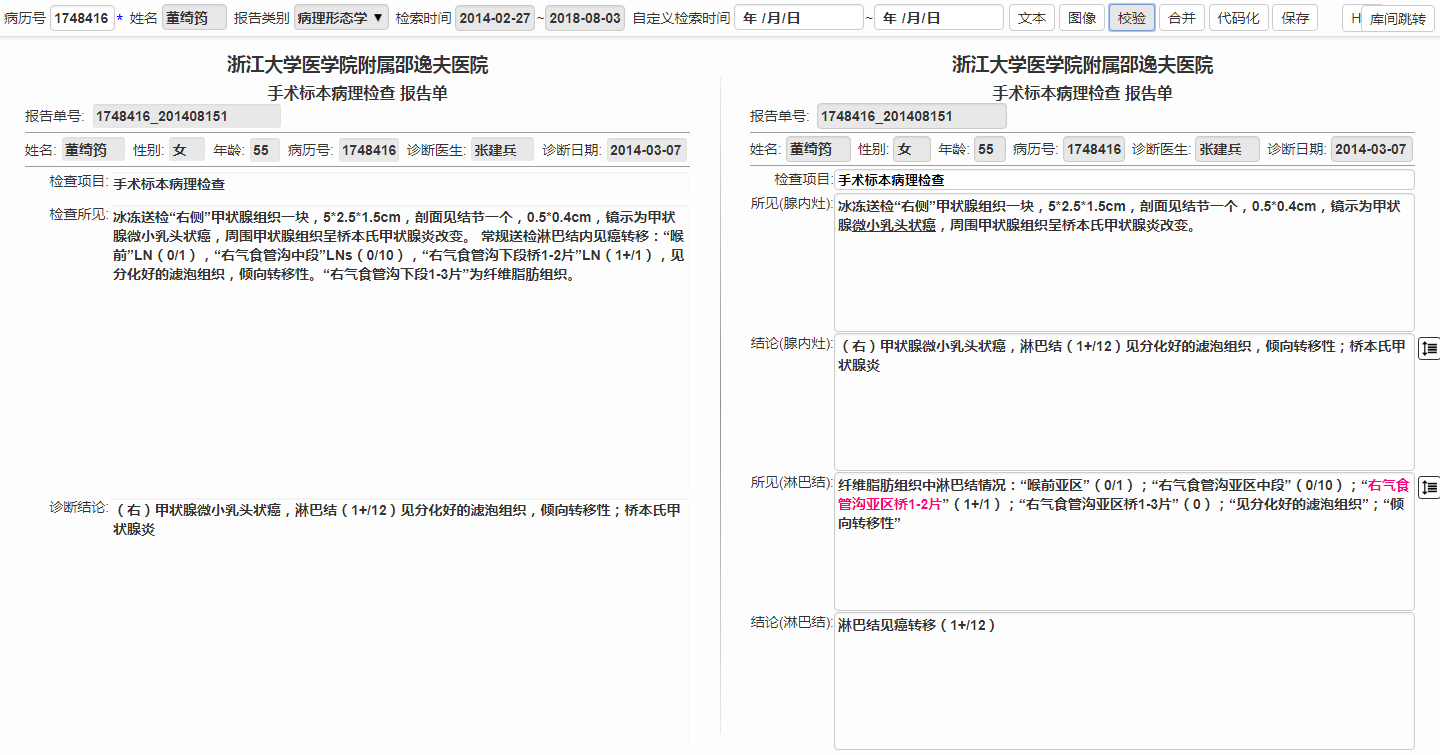 病历号 1748416 * 姓名 董绮筠 报告类别 病理形态学 ▼ 检索时间 2014-02-27 ~ 2018-08-03 自定义检索时间 年 /月/日 ~ 年 /月/日 文本 图像 校验 合并 代码化 保存 H 库间跳转
浙江大学医学院附属邵逸夫医院
手术标本病理检查 报告单
报告单号: 1748416_201408151
姓名: 董绮筠 性别: 女 年龄: 55 病历号: 1748416 诊断医生: 张建兵 诊断日期: 2014-03-07
检查项目: 手术标本病理检查
检查所见: 冰冻送检“右侧”甲状腺组织一块，5*2.5*1.5cm，剖面见结节一个，0.5*0.4cm，镜示为甲状
腺微小乳头状癌，周围甲状腺组织呈桥本氏甲状腺炎改变。 常规送检淋巴结内见癌转移：“喉
前”LN（0/1），“右气食管沟中段”LNs（0/10），“右气食管沟下段桥1-2片”LN（1+/1），见
分化好的滤泡组织，倾向转移性。“右气食管沟下段1-3片”为纤维脂肪组织。
诊断结论: （右）甲状腺微小乳头状癌，淋巴结（1+/12）见分化好的滤泡组织，倾向转移性；桥本氏甲
状腺炎
浙江大学医学院附属邵逸夫医院
手术标本病理检查 报告单
报告单号: 1748416_201408151
姓名: 董绮筠 性别: 女 年龄: 55 病历号: 1748416 诊断医生: 张建兵 诊断日期: 2014-03-07
检查项目: 手术标本病理检查
所见(腺内灶): 冰冻送检“右侧”甲状腺组织一块，5*2.5*1.5cm，剖面见结节一个，0.5*0.4cm，镜示为甲状
腺微小乳头状癌，周围甲状腺组织呈桥本氏甲状腺炎改变。
结论(腺内灶): （右）甲状腺微小乳头状癌，淋巴结（1+/12）见分化好的滤泡组织，倾向转移性；桥本氏甲
状腺炎
所见(淋巴结): 纤维脂肪组织中淋巴结情况：“喉前亚区”（0/1）；“右气食管沟亚区中段”（0/10）；“右气食
管沟亚区桥1-2片”（1+/1）；“右气食管沟亚区桥1-3片”（0）；“见分化好的滤泡组织”；“倾
向转移性”
结论(淋巴结): 淋巴结见癌转移（1+/12）